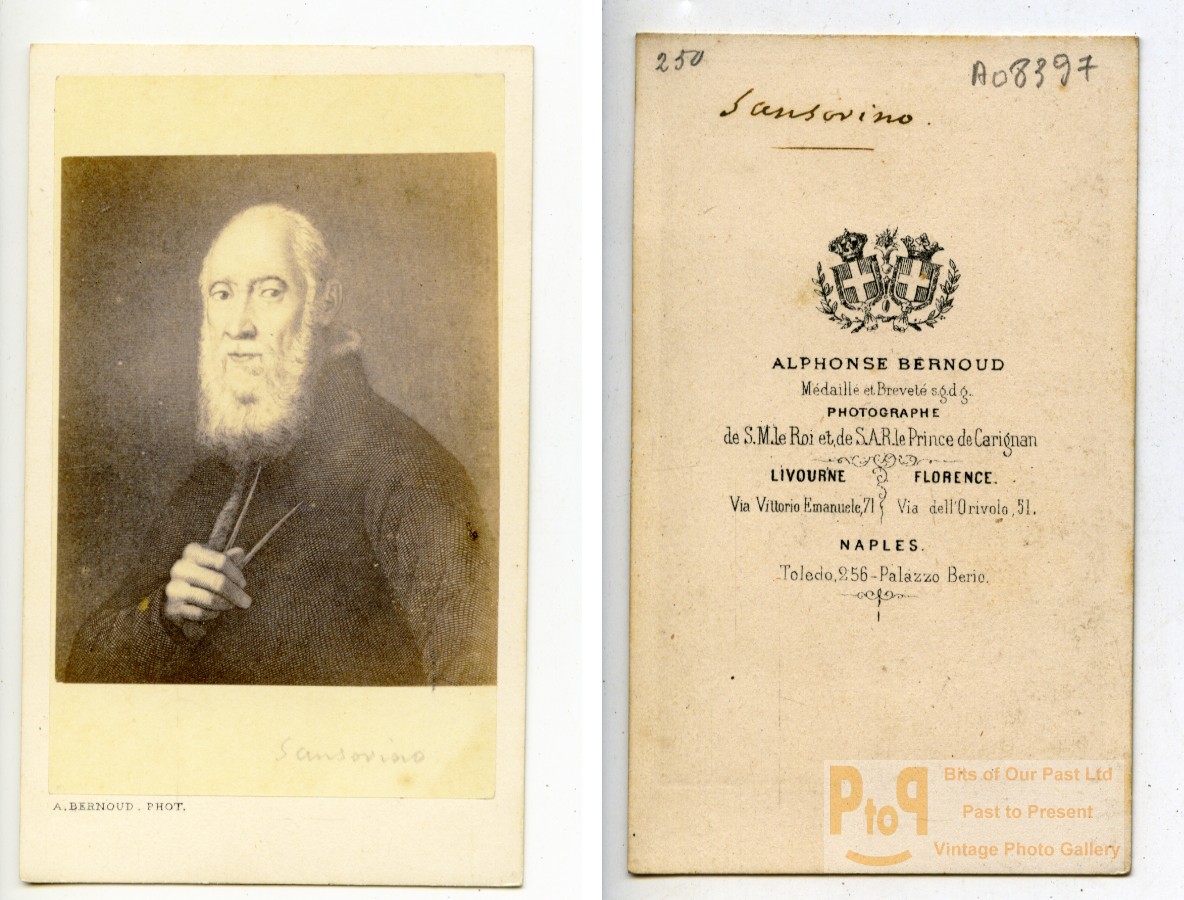 Sansovino
A. BERNOUD. PHOT.
250
A08397
Sansovino.
ALPHONSE BERNOUD
Médaille et Breveté s.g.d.g.
PHOTOGRAPHE
de S.M. le Roi et, de S.A.R. le Prince de Carignan
LIVOURNE FLORENCE.
Via Vittorio Emanuele, 71 Via dell'Orivolo, 51.
NAPLES.
Toledo, 256 - Palazzo Berio.
PtoP
Bits of Our Past Ltd
Past to Present
Vintage Photo Gallery